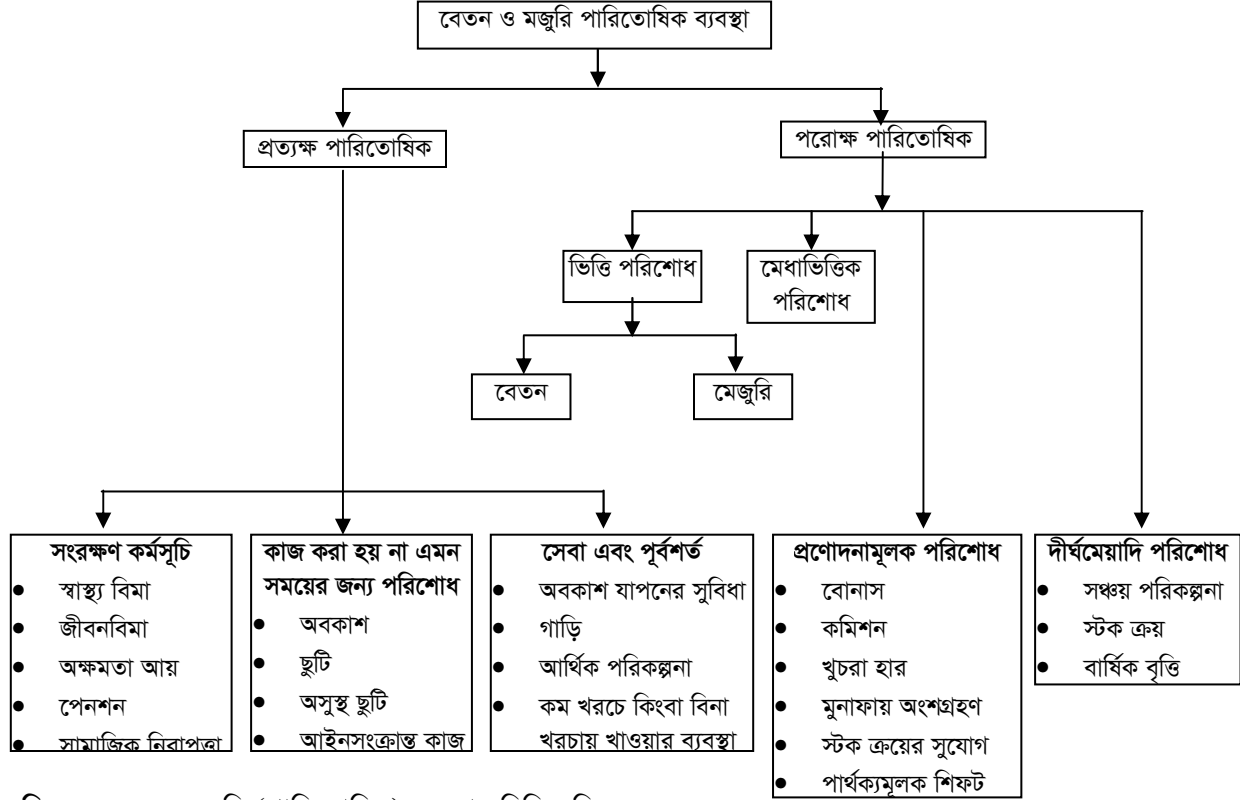 বেতন ও মজুরি পারিতোষিক ব্যবস্থা
প্রত্যক্ষ পারিতোষিক
পরোক্ষ পারিতোষিক
ভিত্তি পরিশোধ
মেধাভিত্তিক
পরিশোধ
বেতন
মেজুরি
সংরক্ষণ কর্মসূচি
● স্বাস্থ্য বিমা
● জীবনবিমা
● অক্ষমতা আয়
● পেনশন
● সামাজিক নিরাপত্তা
কাজ করা হয় না এমন
সময়ের জন্য পরিশোধ
● অবকাশ
● ছুটি
● অসুস্থ ছুটি
● আইনসংক্রান্ত কাজ
সেবা এবং পূর্বশর্ত
● অবকাশ যাপনের সুবিধা
● গাড়ি
● আর্থিক পরিকল্পনা
● কম খরচে কিংবা বিনা
খরচায় খাওয়ার ব্যবস্থা
প্রণোদনামূলক পরিশোধ
● বোনাস
● কমিশন
● খুচরা হার
● মুনাফায় অংশগ্রহণ
● স্টক ক্রয়ের সুযোগ
● পার্থক্যমূলক শিফট
দীর্ঘমেয়াদি পরিশোধ
● সঞ্চয় পরিকল্পনা
● স্টক ক্রয়
● বার্ষিক বৃত্তি